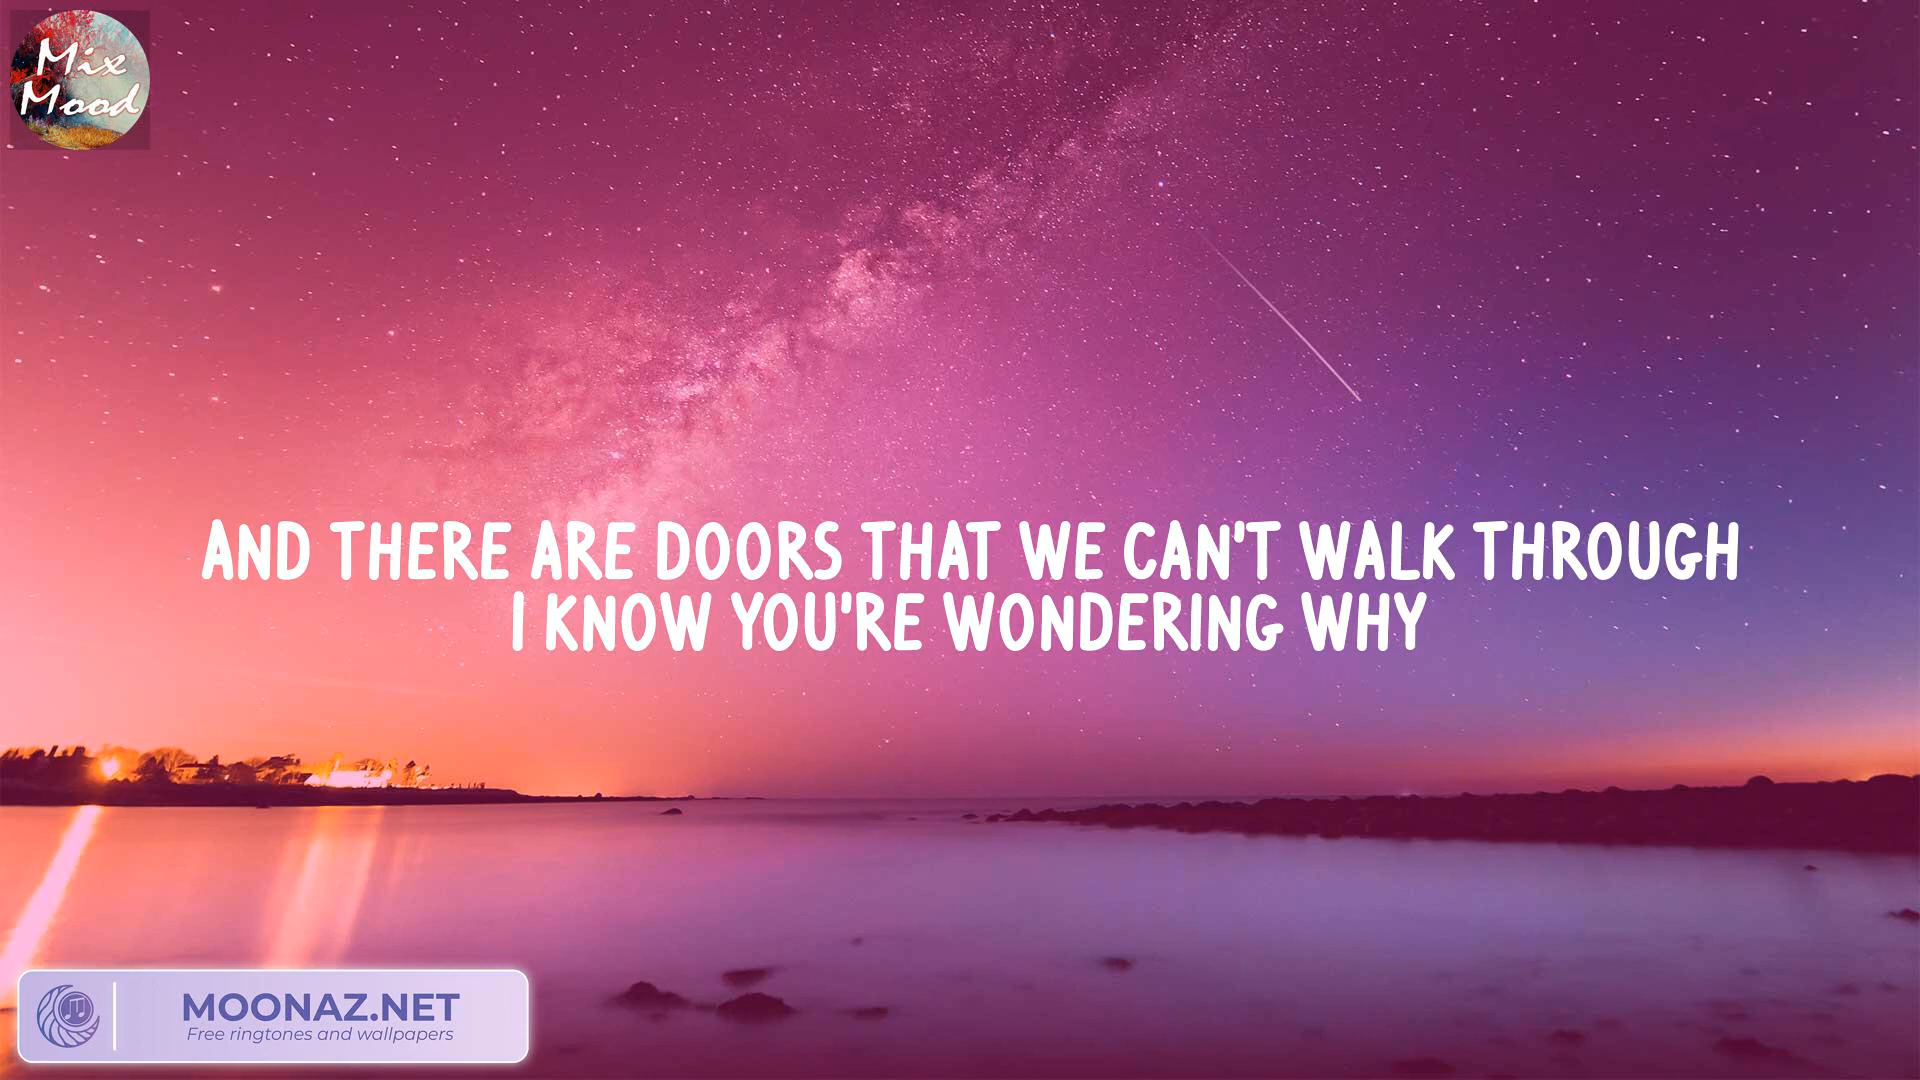 Mix
Mood
AND THERE ARE DOORS THAT WE CAN'T WALK THROUGH
I KNOW YOU'RE WONDERING WHY
MOONAZ.NET
Free ringtones and wallpapers